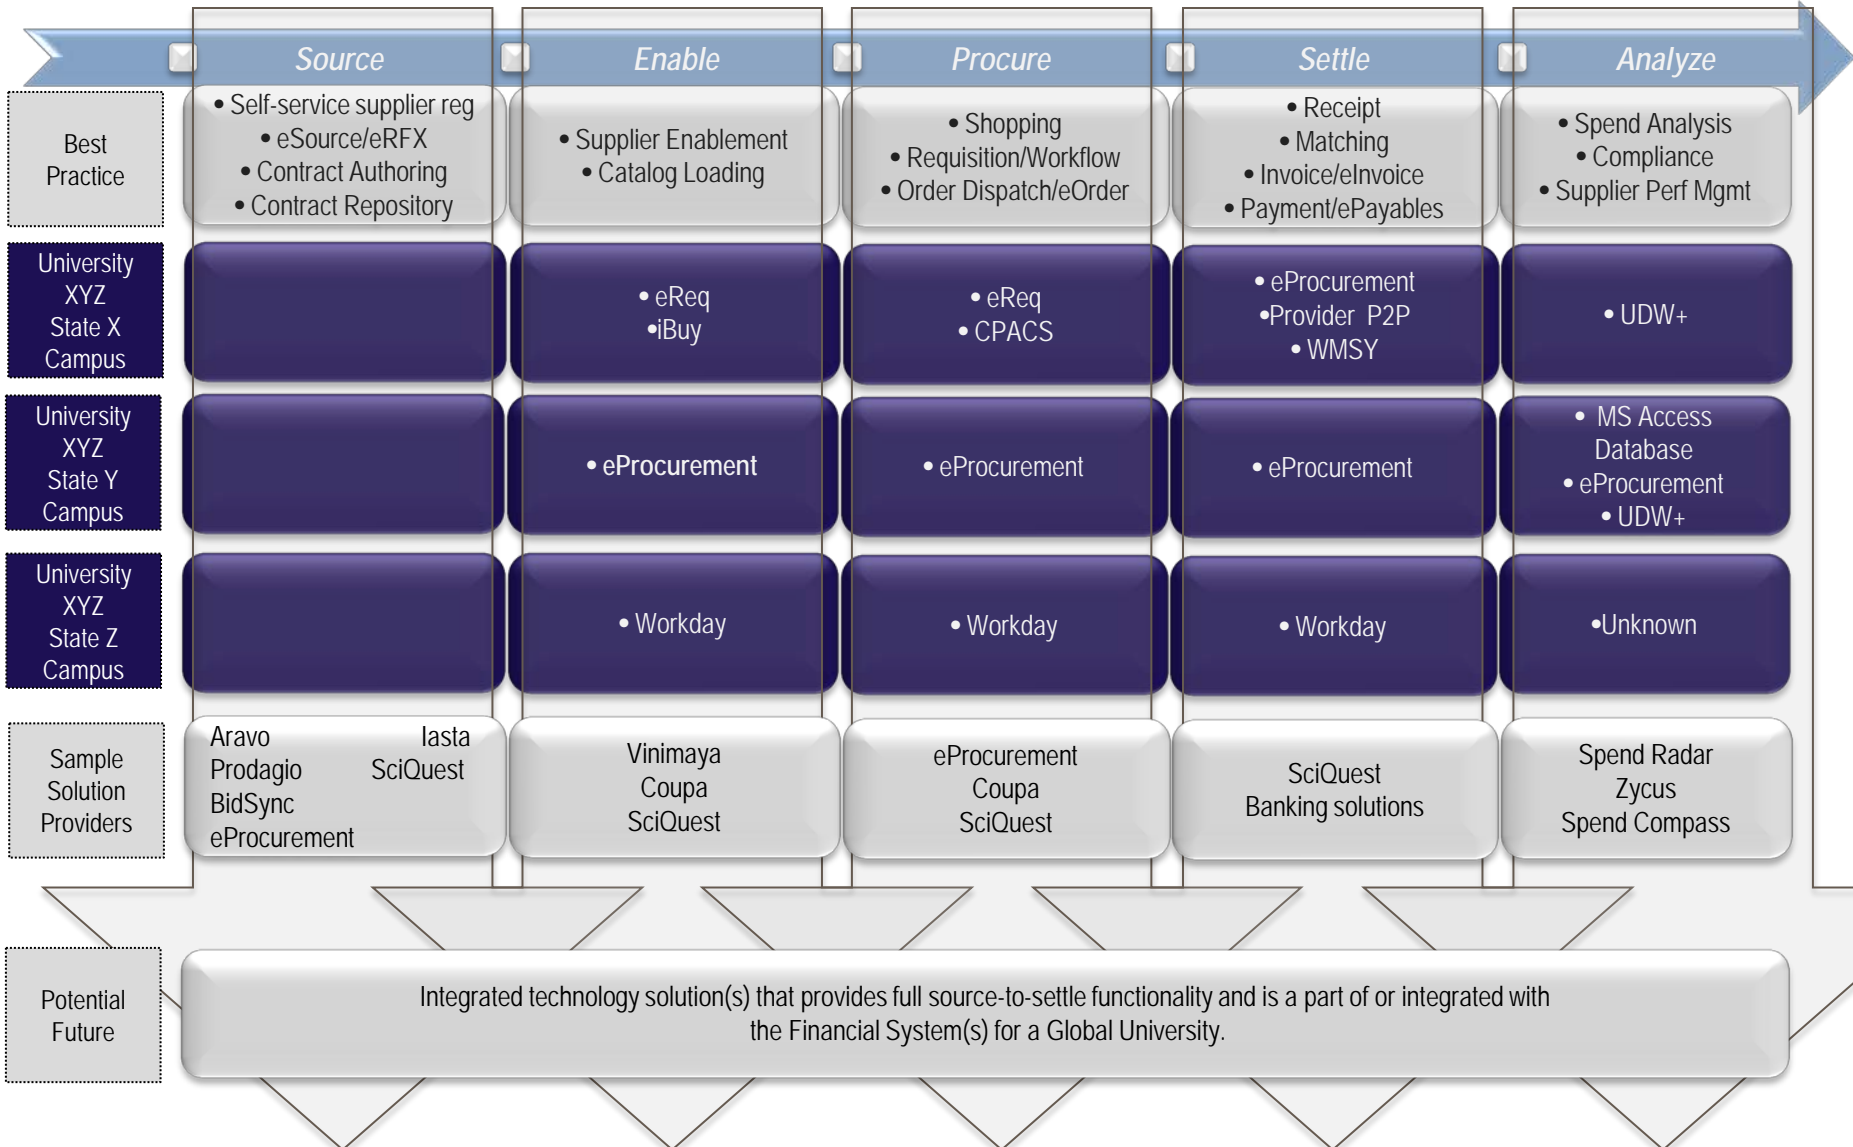 Source
Enable
Procure
Settle
Analyze
Best
Practice
• Self-service supplier reg
• eSource/eRFX
• Contract Authoring
• Contract Repository
• Supplier Enablement
• Catalog Loading
• Shopping
• Requisition/Workflow
• Order Dispatch/eOrder
• Receipt
• Matching
• Invoice/eInvoice
• Payment/ePayables
• Spend Analysis
• Compliance
• Supplier Perf Mgmt
University
XYZ
State X
Campus
• eReq
•iBuy
• eReq
• CPACS
• eProcurement
•Provider P2P
• WMSY
• UDW+
University
XYZ
State Y
Campus
• eProcurement
• eProcurement
• eProcurement
• MS Access
Database
• eProcurement
• UDW+
University
XYZ
State Z
Campus
• Workday
• Workday
• Workday
•Unknown
Sample
Solution
Providers
Aravo Iasta
Prodagio SciQuest
BidSync
eProcurement
Vinimaya
Coupa
SciQuest
eProcurement
Coupa
SciQuest
SciQuest
Banking solutions
Spend Radar
Zycus
Spend Compass
Potential
Future
Integrated technology solution(s) that provides full source-to-settle functionality and is a part of or integrated with
the Financial System(s) for a Global University.